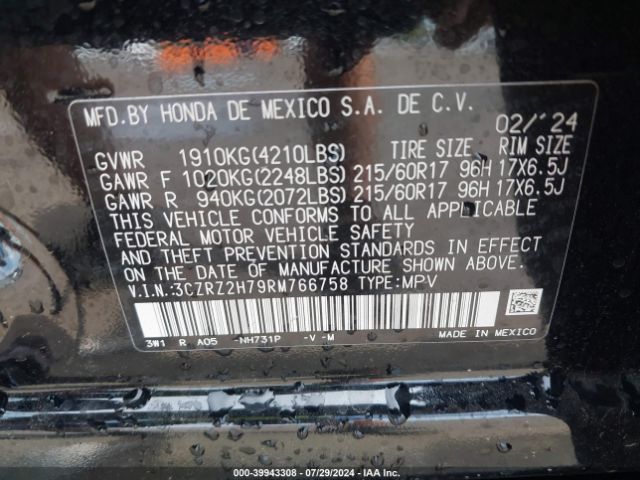 MFD.BY HONDA DE MEXICO S.A. DE C.V.
02/'24
GVWR 1910KG(4210LBS) TIRE SIZE RIM SIZE
GAWR F 1020KG(2248LBS) 215/60R17 96H 17X6.5J
GAWR R 940KG(2072LBS) 215/60R17 96H 17X6.5J
THIS VEHICLE CONFORMS TO ALL APPLICABLE
FEDERAL MOTOR VEHICLE SAFETY
AND THEFT PREVENTION STANDARDS IN EFFECT
ON THE DATE OF MANUFACTURE SHOWN ABOVE.
V.I.N.:3CZRZ2H79RM766758 TYPE:MPV
3W1 R A05 -NH731P -V -M MADE IN MEXICO
000-39943308 - 07/29/2024 - IAA Inc.